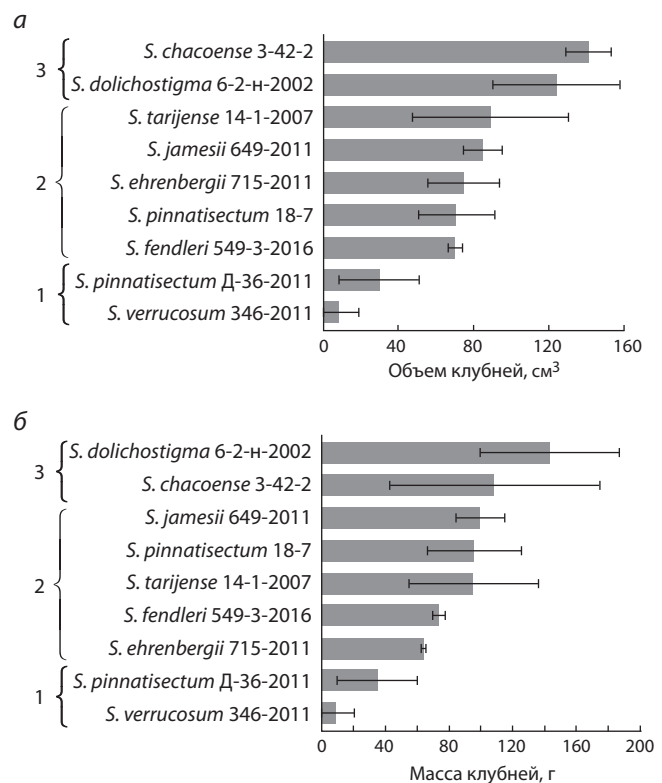 а
3
S. chacoense 3-42-2
S. dolichostigma 6-2-н-2002
2
S. tarijense 14-1-2007
S. jamesii 649-2011
S. ehrenbergii 715-2011
S. pinnatisectum 18-7
S. fendleri 549-3-2016
1
S. pinnatisectum Д-36-2011
S. verrucosum 346-2011
0 40 80 120 160
Объем клубней, см³
б
3
S. dolichostigma 6-2-н-2002
S. chacoense 3-42-2
2
S. jamesii 649-2011
S. pinnatisectum 18-7
S. tarijense 14-1-2007
S. fendleri 549-3-2016
S. ehrenbergii 715-2011
1
S. pinnatisectum Д-36-2011
S. verrucosum 346-2011
0 40 80 120 160 200
Масса клубней, г